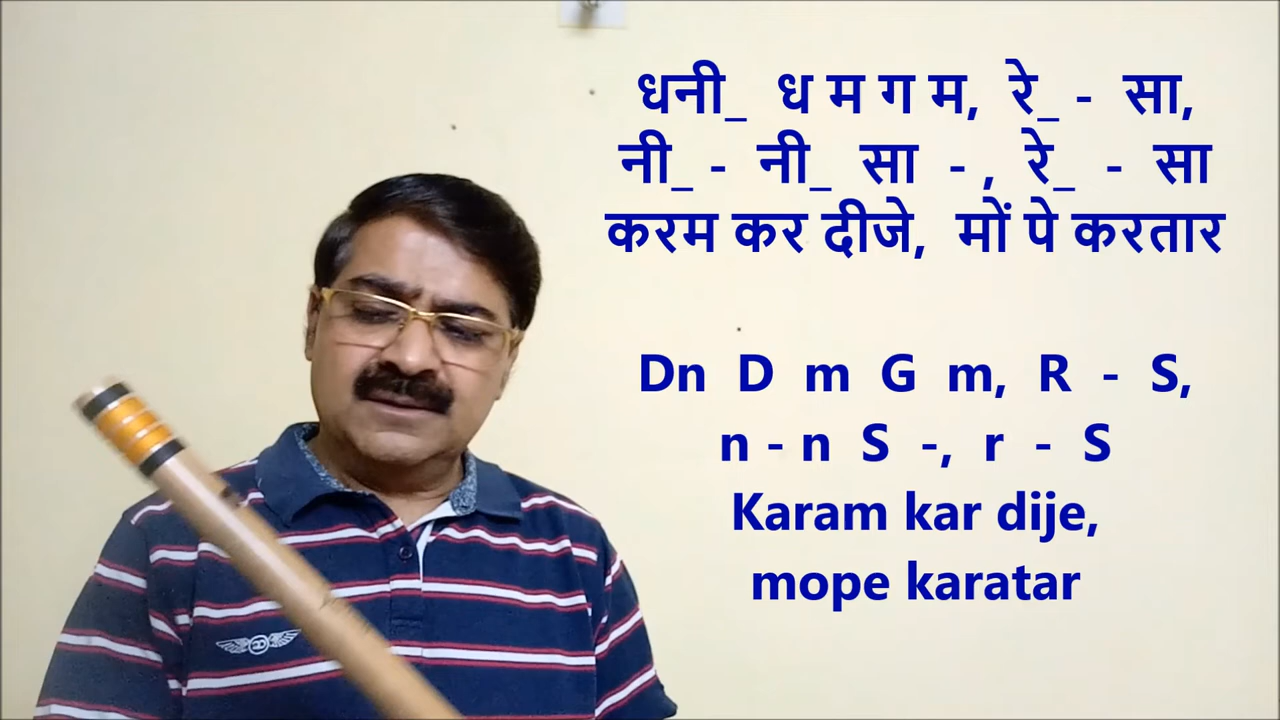 धनी_ ध म ग म, रे_ - सा,
नी_ - नी_ सा - , रे_ - सा
करम कर दीजे, मों पे करतार
Dn D m G m, R - S,
n - n S -, r - S
Karam kar dije,
mope karatar